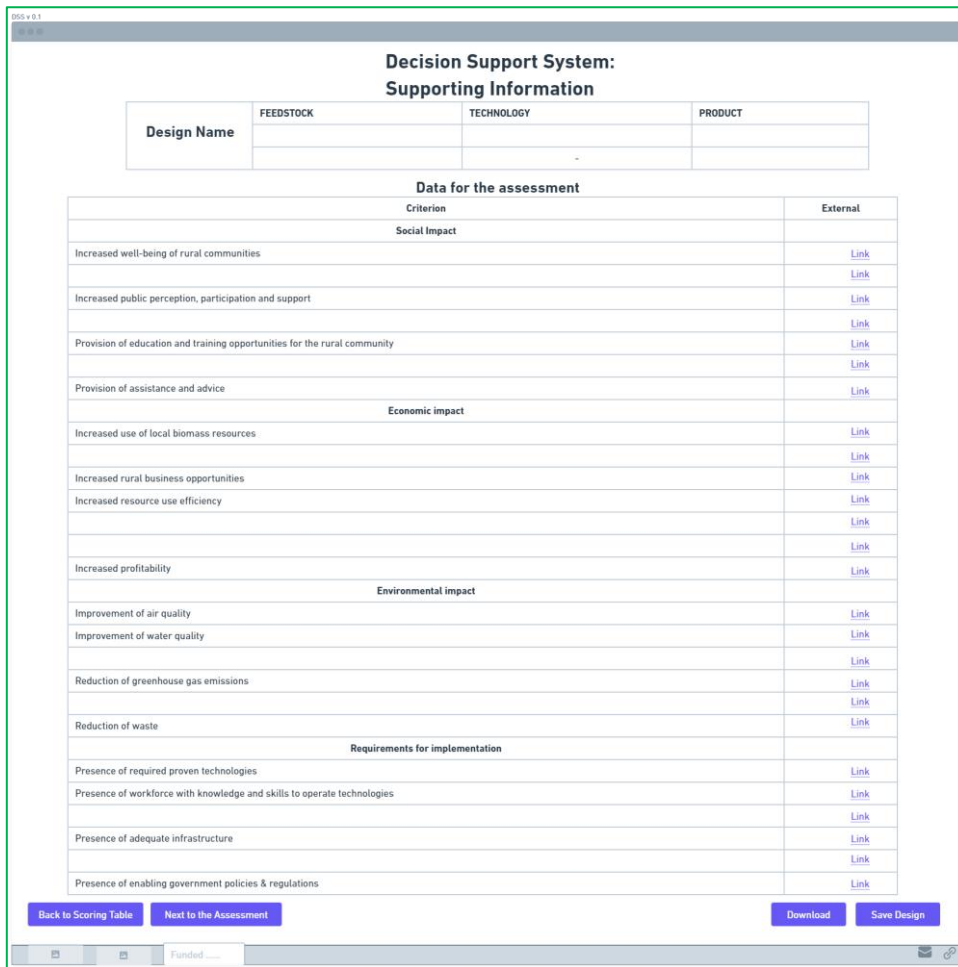 DSS v 0.1
Decision Support System:
Supporting Information
Design Name
FEEDSTOCK TECHNOLOGY PRODUCT
-
Data for the assessment
Criterion External
Social Impact
Increased well-being of rural communities Link
Link
Increased public perception, participation and support Link
Link
Provision of education and training opportunities for the rural community Link
Link
Provision of assistance and advice Link
Economic impact
Increased use of local biomass resources Link
Link
Increased rural business opportunities Link
Increased resource use efficiency Link
Link
Link
Increased profitability Link
Environmental impact
Improvement of air quality Link
Improvement of water quality Link
Link
Reduction of greenhouse gas emissions Link
Link
Reduction of waste Link
Requirements for implementation
Presence of required proven technologies Link
Presence of workforce with knowledge and skills to operate technologies Link
Link
Presence of adequate infrastructure Link
Link
Presence of enabling government policies & regulations Link
Back to Scoring Table Next to the Assessment Download Save Design
Funded ......